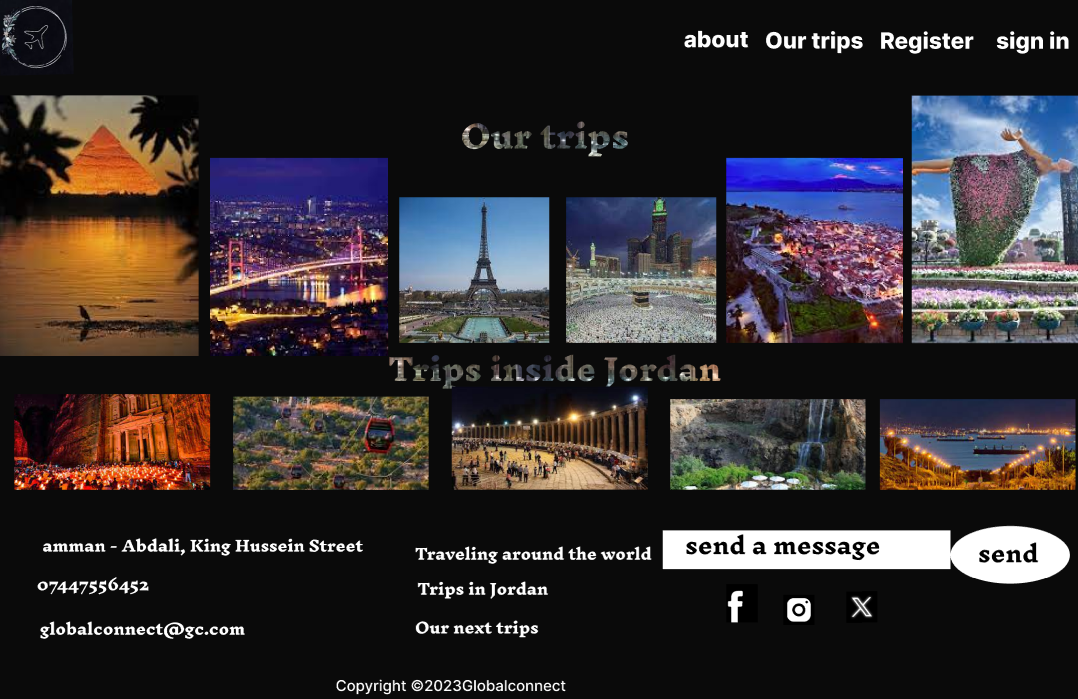 about Our trips Register sign in
Our trips
Trips inside Jordan
amman - Abdali, King Hussein Street
07447556452
globalconnect@gc.com
Traveling around the world
Trips in Jordan
Our next trips
send a message
send
Copyright ©2023Globalconnect